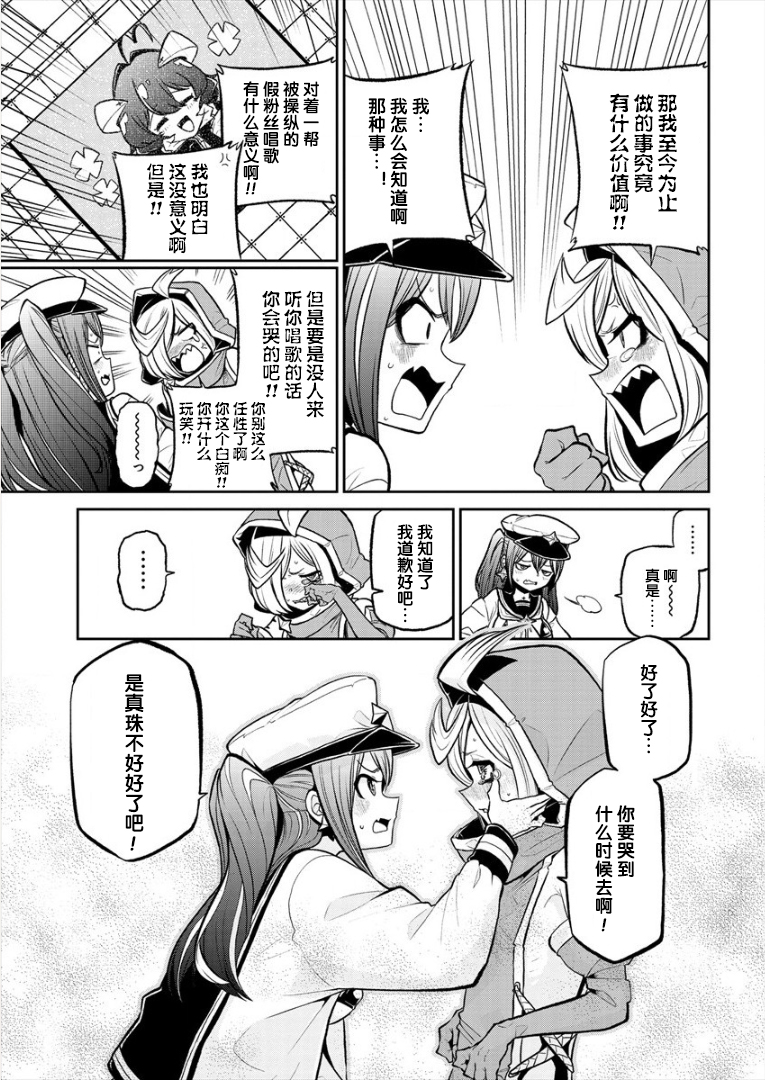 那我至今为止
做的事究竟
有什么价值啊!!
我…
我怎么会知道啊
那种事…!
对着一帮
被操纵的
假粉丝唱歌
有什么意义啊!!
我也明白
这没意义啊
但是!!
但是要是没人来
听你唱歌的话
你会哭的吧!!
你别这么
任性了啊
你这个白痴
你开什么
玩笑!!
……
啊~~~
真是……
我知道了
我道歉好吧…
……
好了好了…
你要哭到
什么时候去啊!
是真珠不好好了吧!